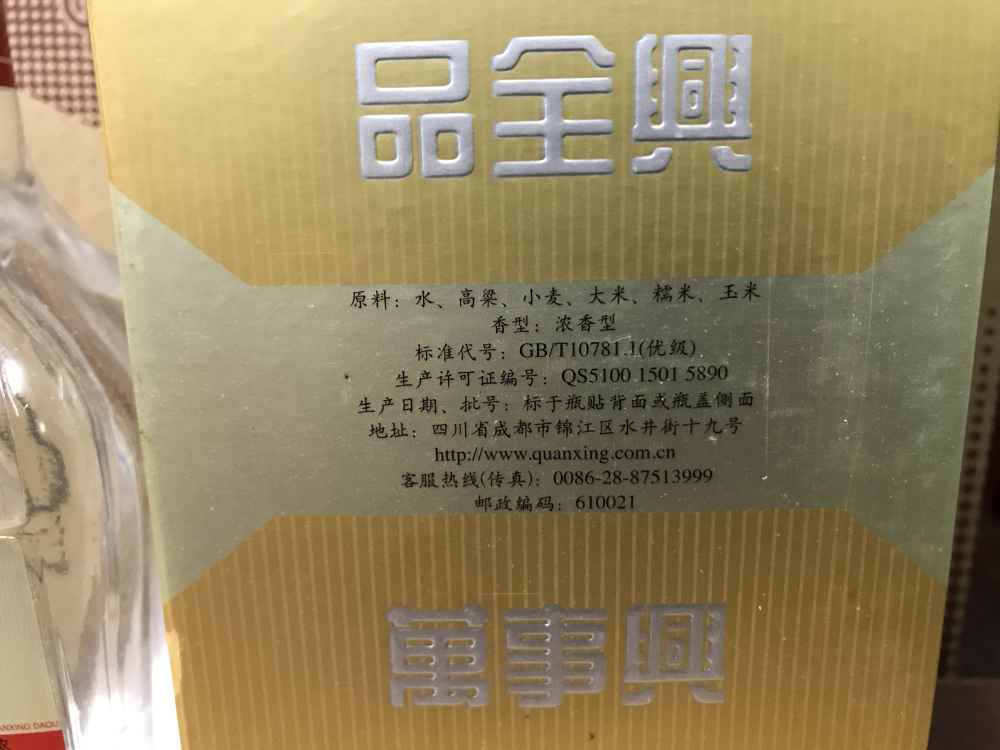 品全興
原料：水、高粱、小麦、大米、糯米、玉米
香型：浓香型
标准代号：GB/T10781.1(优级)
生产许可证编号：QS5100 1501 5890
生产日期、批号：标于瓶贴背面或瓶盖侧面
地址：四川省成都市锦江区水井街十九号
http://www.quanxing.com.cn
客服热线(传真)：0086-28-87513999
邮政编码：610021
萬事興
ANXING DAQU